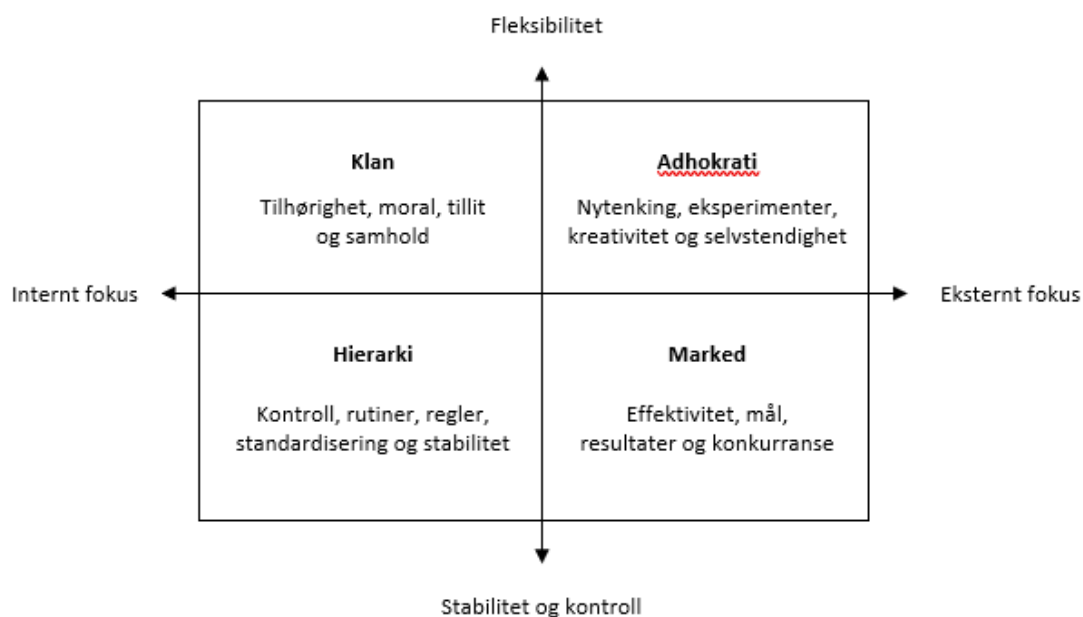 Fleksibilitet
Klan
Tilhørighet, moral, tillit
og samhold
Adhokrati
Nytenking, eksperimenter,
kreativitet og selvstendighet
Internt fokus
Eksternt fokus
Hierarki
Kontroll, rutiner, regler,
standardisering og stabilitet
Marked
Effektivitet, mål,
resultater og konkurranse
Stabilitet og kontroll